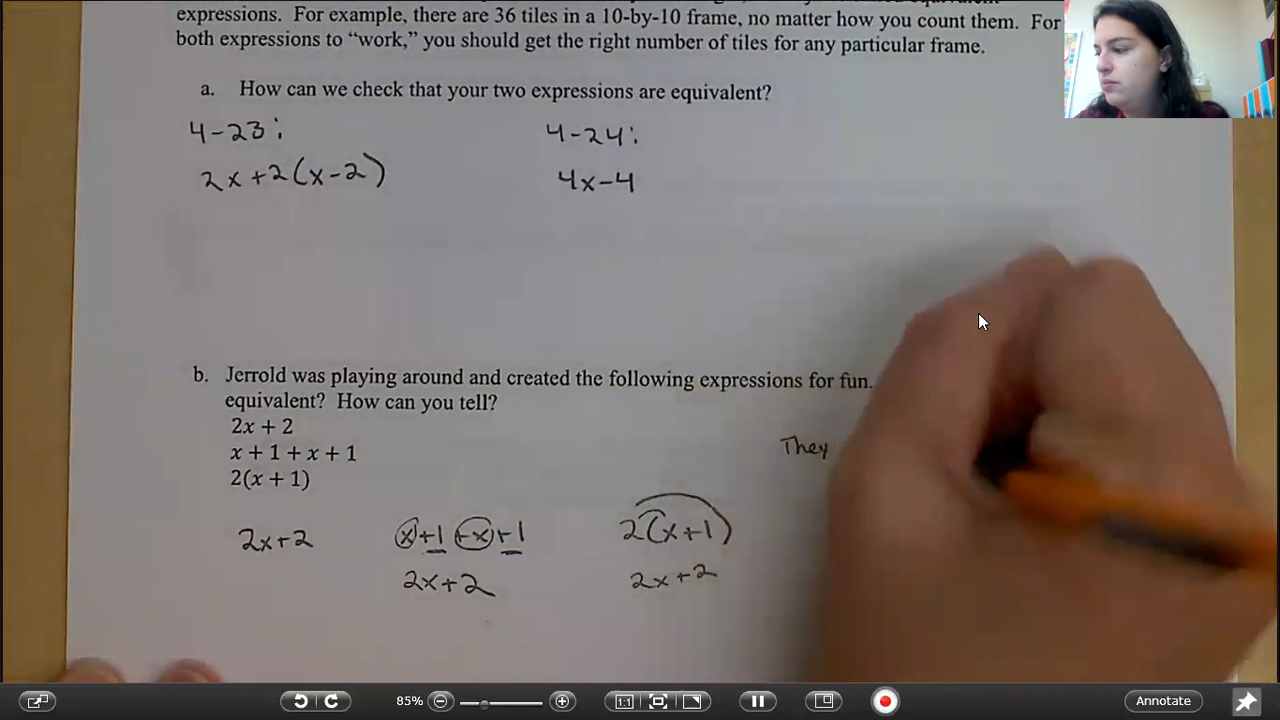 expressions. For example, there are 36 tiles in a 10-by-10 frame, no matter how you count them. For
both expressions to “work,” you should get the right number of tiles for any particular frame.
a. How can we check that your two expressions are equivalent?
4-23: 4-24:
2x+2(x-2) 4x-4
b. Jerrold was playing around and created the following expressions for fun.
equivalent? How can you tell?
2x + 2
x + 1 + x + 1
2(x + 1)
They
2x+2 x+1+x+1 2(x+1)
2x+2 2x+2
85% 1:1 Annotate